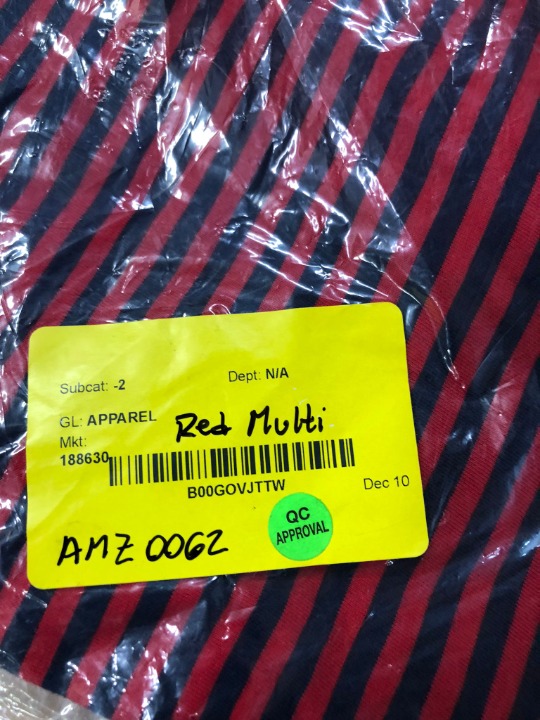 Subcat: -2
Dept: N/A
GL: APPAREL
Red Multi
Mkt:
188630
B00GOVJTTW
Dec 10
QC
APPROVAL
AMZ 0062